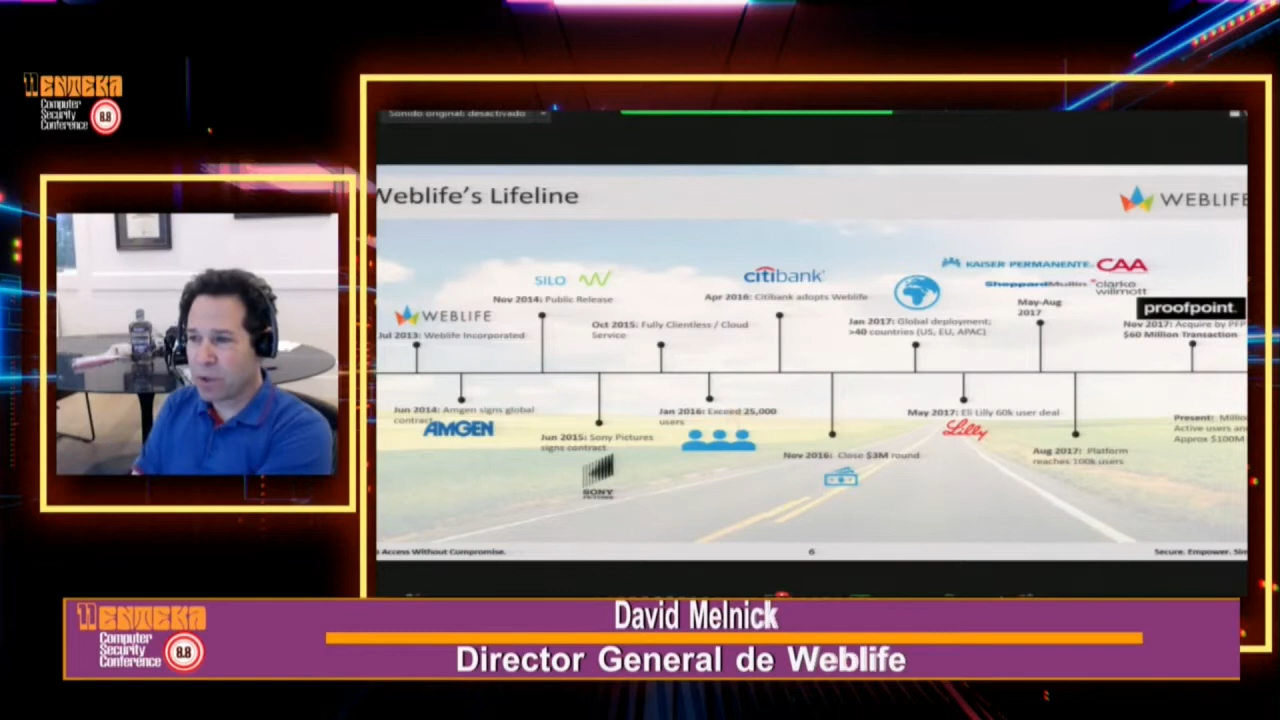 11ENTEKA
Computer
Security
Conference
8.8
Sonido original: desactivado
Weblife's Lifeline
WEBLIFE
SILO
Nov 2014: Public Release
citibank
Apr 2016: Citibank adopts Weblife
KAISER PERMANENTE
CAA
SheppardMullin
clarke
willmott
WEBLIFE
Jul 2013: Weblife Incorporated
Oct 2015: Fully Clientless / Cloud
Service
Jan 2017: Global deployment;
>40 countries (US, EU, APAC)
May-Aug
2017
proofpoint
Nov 2017: Acquire by PFP
$60 Million Transaction
Jun 2014: Amgen signs global
contract
AMGEN
Jun 2015: Sony Pictures
signs contract
SONY
Jan 2016: Exceed 25,000
users
Nov 2016: Close $3M round
May 2017: Eli Lilly 60k user deal
Lilly
Aug 2017: Platform
reaches 100k users
Present:
Active users
Approx $100M
Access Without Compromise.
6
Secure. Empower.
11ENTEKA
Computer
Security
Conference
8.8
David Melnick
Director General de Weblife